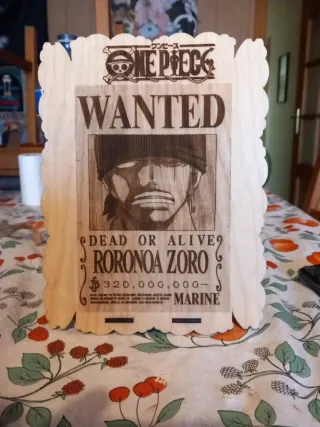 ワンピース
ONE PIECE
WANTED
DEAD OR ALIVE
RORONOA ZORO
฿320,000,000-
MARINE